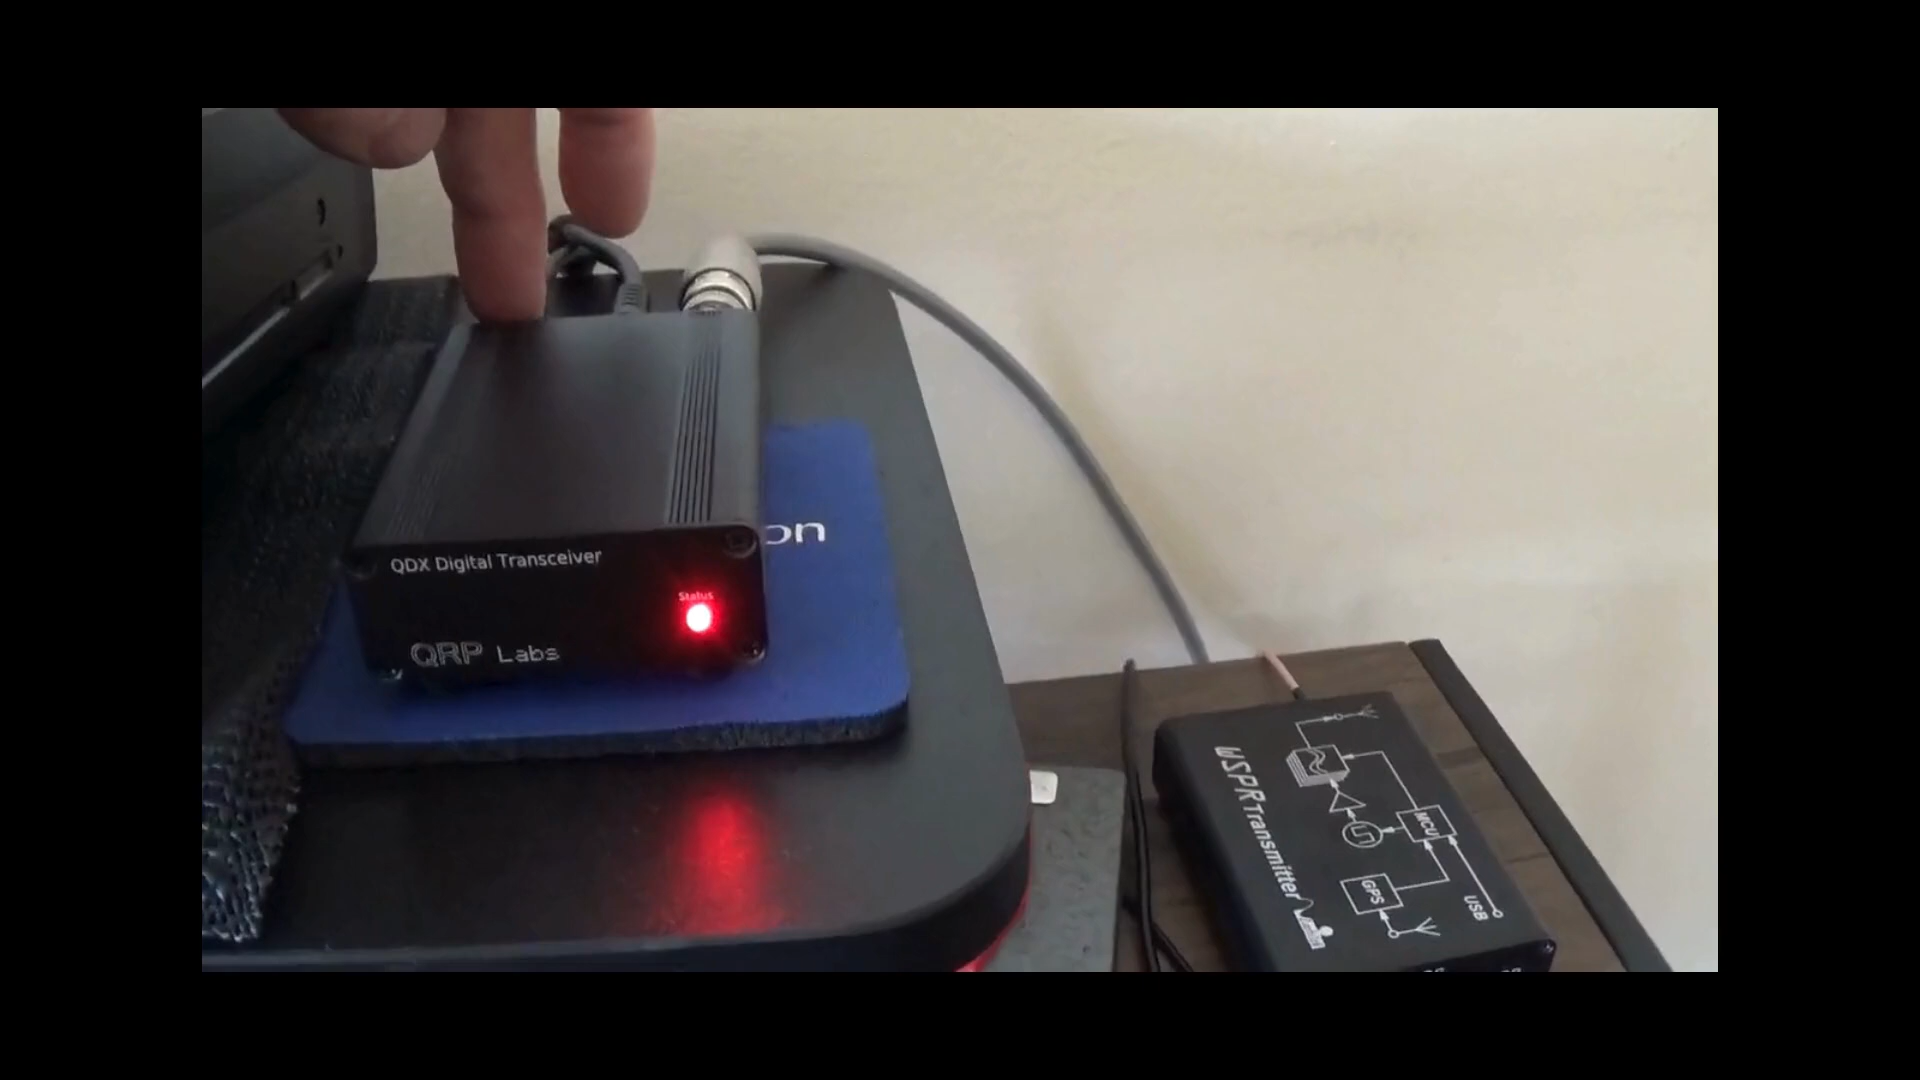 on
QDX Digital Transceiver
Status
QRP Labs
WSPR Transmitter
MCU
GPS
USB